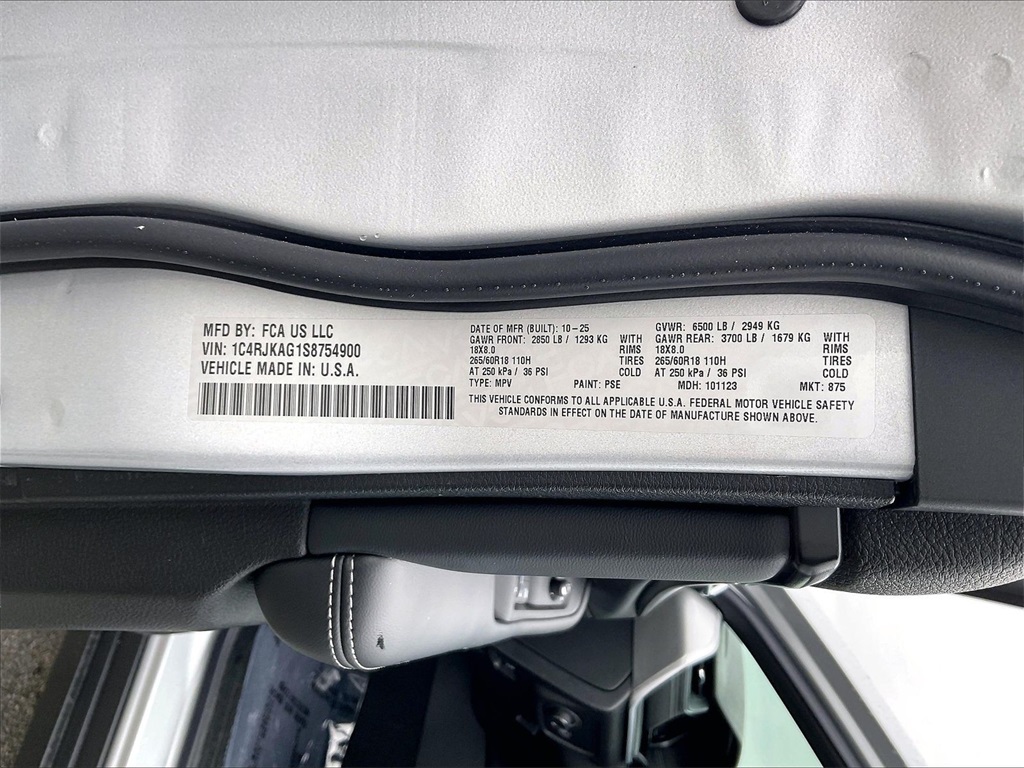 MFD BY: FCA US LLC
VIN: 1C4RJKAG1S8754900
VEHICLE MADE IN: U.S.A.
DATE OF MFR (BUILT): 10-25
GAWR FRONT: 2850 LB / 1293 KG WITH
18X8.0 RIMS
265/60R18 110H TIRES
AT 250 kPa / 36 PSI COLD
TYPE: MPV PAINT: PSE
GVWR: 6500 LB / 2949 KG
GAWR REAR: 3700 LB / 1679 KG WITH
18X8.0 RIMS
265/60R18 110H TIRES
AT 250 kPa / 36 PSI COLD
MDH: 101123 MKT: 875
THIS VEHICLE CONFORMS TO ALL APPLICABLE U.S.A. FEDERAL MOTOR VEHICLE SAFETY
STANDARDS IN EFFECT ON THE DATE OF MANUFACTURE SHOWN ABOVE.